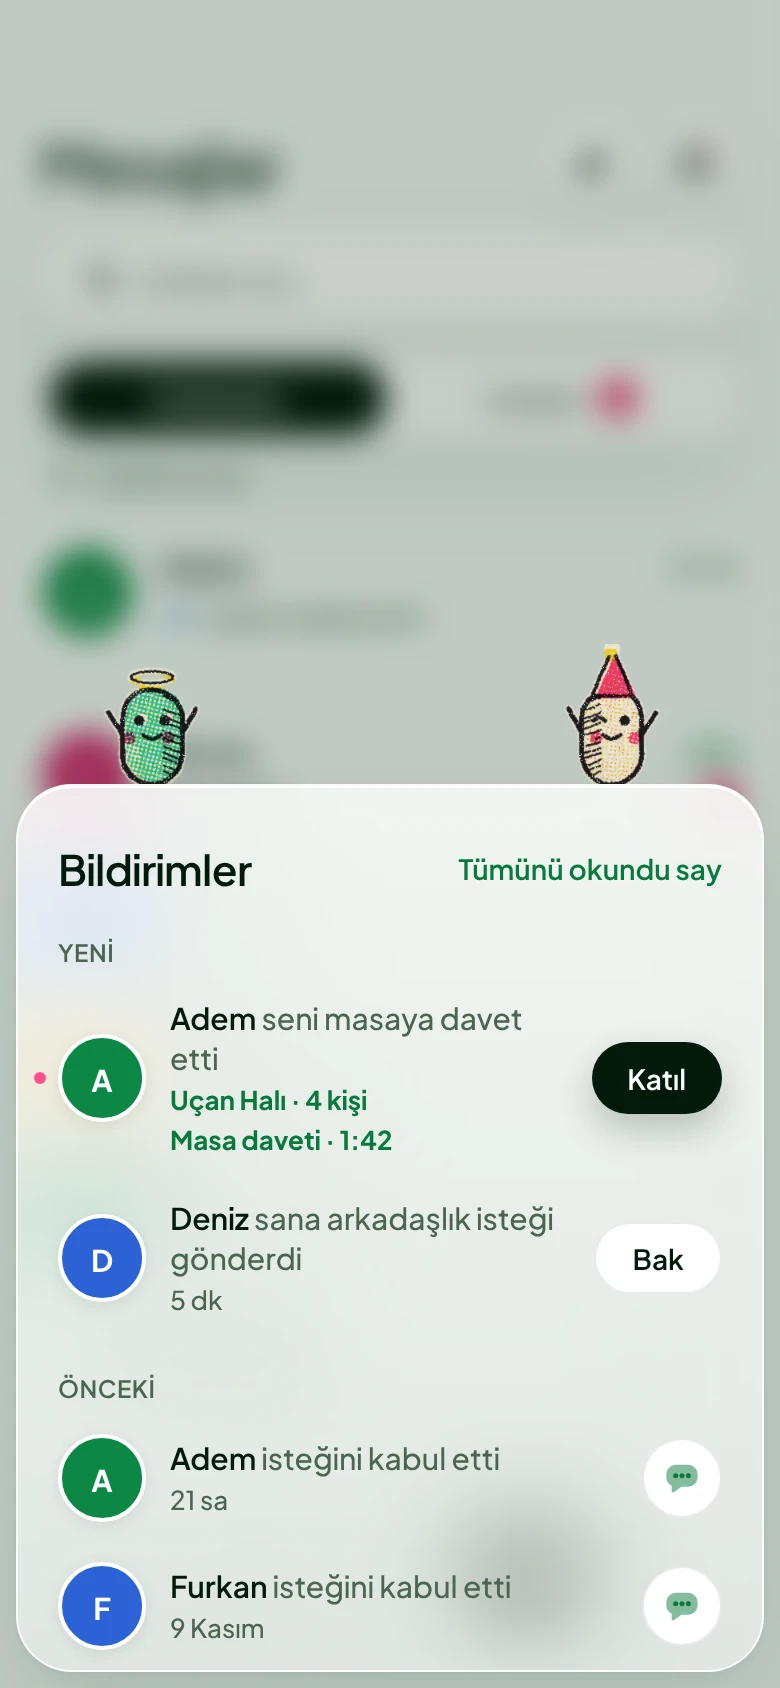 Bildirimler
Tümünü okundu say
YENİ
A
Adem seni masaya davet
etti
Uçan Halı · 4 kişi
Masa daveti · 1:42
Katıl
D
Deniz sana arkadaşlık isteği
gönderdi
5 dk
Bak
ÖNCEKİ
A
Adem isteğini kabul etti
21 sa
F
Furkan isteğini kabul etti
9 Kasım